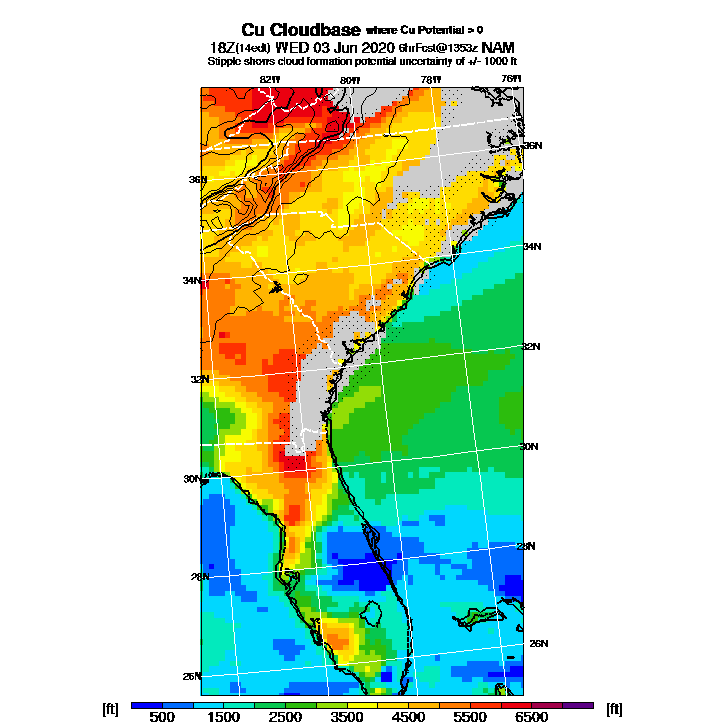 Cu Cloudbase where Cu Potential > 0
18Z(14edt) WED 03 Jun 2020 6hrFcst@1353z NAM
Stipple shows cloud formation potential uncertainty of +/- 1000 ft
82W 80W 78W 76W
36N
36N
34N
34N
32N
32N
30N
30N
28N
28N
26N
26N
[ft] [ft]
500 1500 2500 3500 4500 5500 6500